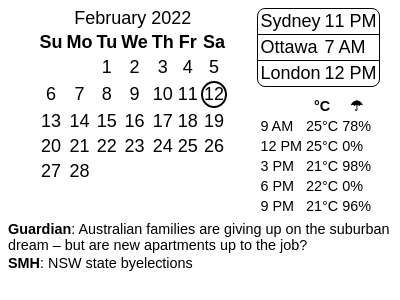 February 2022
Su Mo Tu We Th Fr Sa
1 2 3 4 5
6 7 8 9 10 11 12
13 14 15 16 17 18 19
20 21 22 23 24 25 26
27 28
Sydney 11 PM
Ottawa 7 AM
London 12 PM
°C ☂
9 AM 25°C 78%
12 PM 25°C 0%
3 PM 21°C 98%
6 PM 22°C 0%
9 PM 21°C 96%
Guardian: Australian families are giving up on the suburban
dream – but are new apartments up to the job?
SMH: NSW state byelections